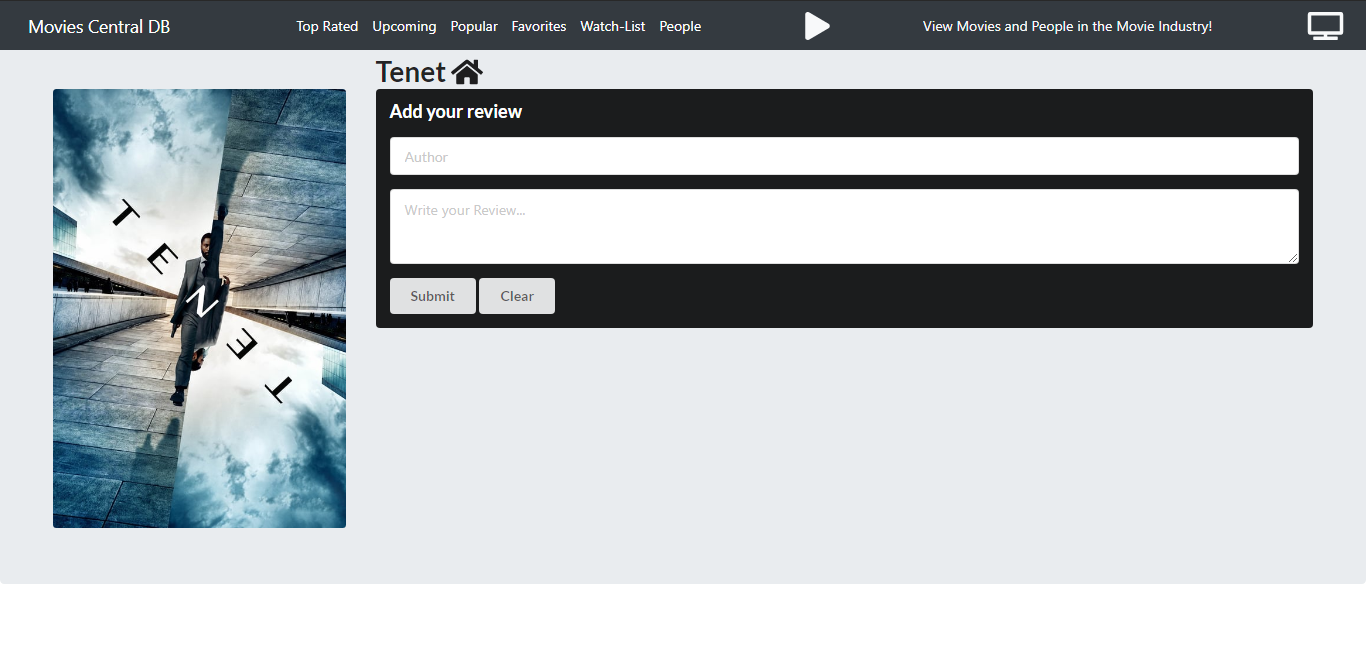 Movies Central DB Top Rated Upcoming Popular Favorites Watch-List People View Movies and People in the Movie Industry!
Tenet
Add your review
Author
Write your Review...
Submit Clear
TENET